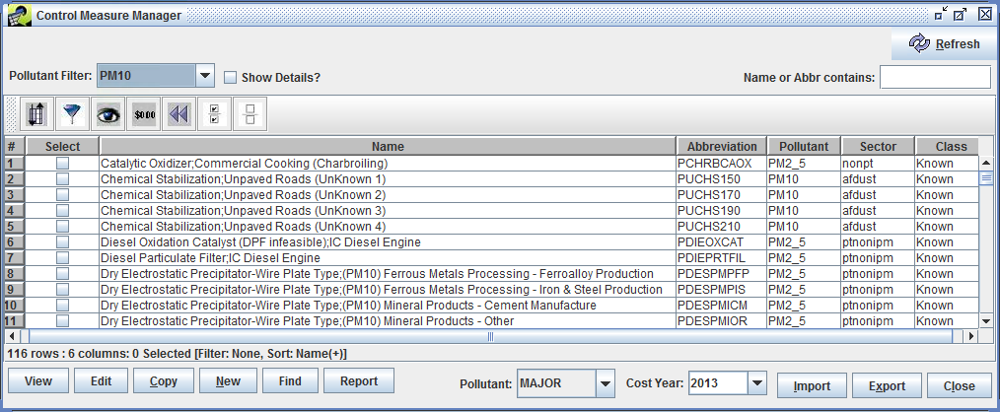 Control Measure Manager
Refresh
Pollutant Filter: PM10 Show Details? Name or Abbr contains:
$000
# Select Name Abbreviation Pollutant Sector Class
1 Catalytic Oxidizer;Commercial Cooking (Charbroiling) PCHRBCAOX PM2_5 nonpt Known
2 Chemical Stabilization;Unpaved Roads (UnKnown 1) PUCHS150 PM10 afdust Known
3 Chemical Stabilization;Unpaved Roads (UnKnown 2) PUCHS170 PM10 afdust Known
4 Chemical Stabilization;Unpaved Roads (UnKnown 3) PUCHS190 PM10 afdust Known
5 Chemical Stabilization;Unpaved Roads (UnKnown 4) PUCHS210 PM10 afdust Known
6 Diesel Oxidation Catalyst (DPF infeasible);IC Diesel Engine PDIEOXCAT PM2_5 ptnonipm Known
7 Diesel Particulate Filter;IC Diesel Engine PDIEPRTFIL PM2_5 ptnonipm Known
8 Dry Electrostatic Precipitator-Wire Plate Type;(PM10) Ferrous Metals Processing - Ferroalloy Production PDESPMPFP PM2_5 ptnonipm Known
9 Dry Electrostatic Precipitator-Wire Plate Type;(PM10) Ferrous Metals Processing - Iron & Steel Production PDESPMPIS PM2_5 ptnonipm Known
10 Dry Electrostatic Precipitator-Wire Plate Type;(PM10) Mineral Products - Cement Manufacture PDESPMICM PM2_5 ptnonipm Known
11 Dry Electrostatic Precipitator-Wire Plate Type;(PM10) Mineral Products - Other PDESPMIOR PM2_5 ptnonipm Known
116 rows : 6 columns: 0 Selected [Filter: None, Sort: Name(+)]
View Edit Copy New Find Report Pollutant: MAJOR Cost Year: 2013 Import Export Close